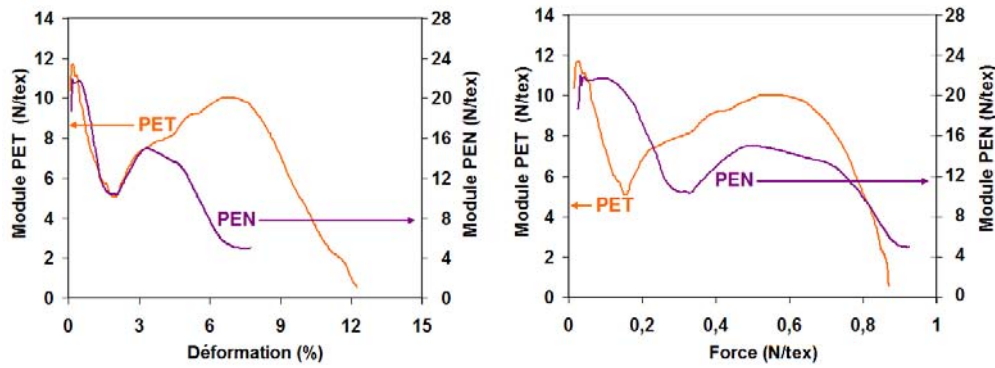 14
12
10
8
6
4
2
0
Module PET (N/tex)
28
24
20
16
12
8
4
0
Module PEN (N/tex)
PET
PEN
0 3 6 9 12 15
Déformation (%)
14
12
10
8
6
4
2
0
Module PET (N/tex)
28
24
20
16
12
8
4
0
Module PEN (N/tex)
PEN
PET
0 0,2 0,4 0,6 0,8 1
Force (N/tex)